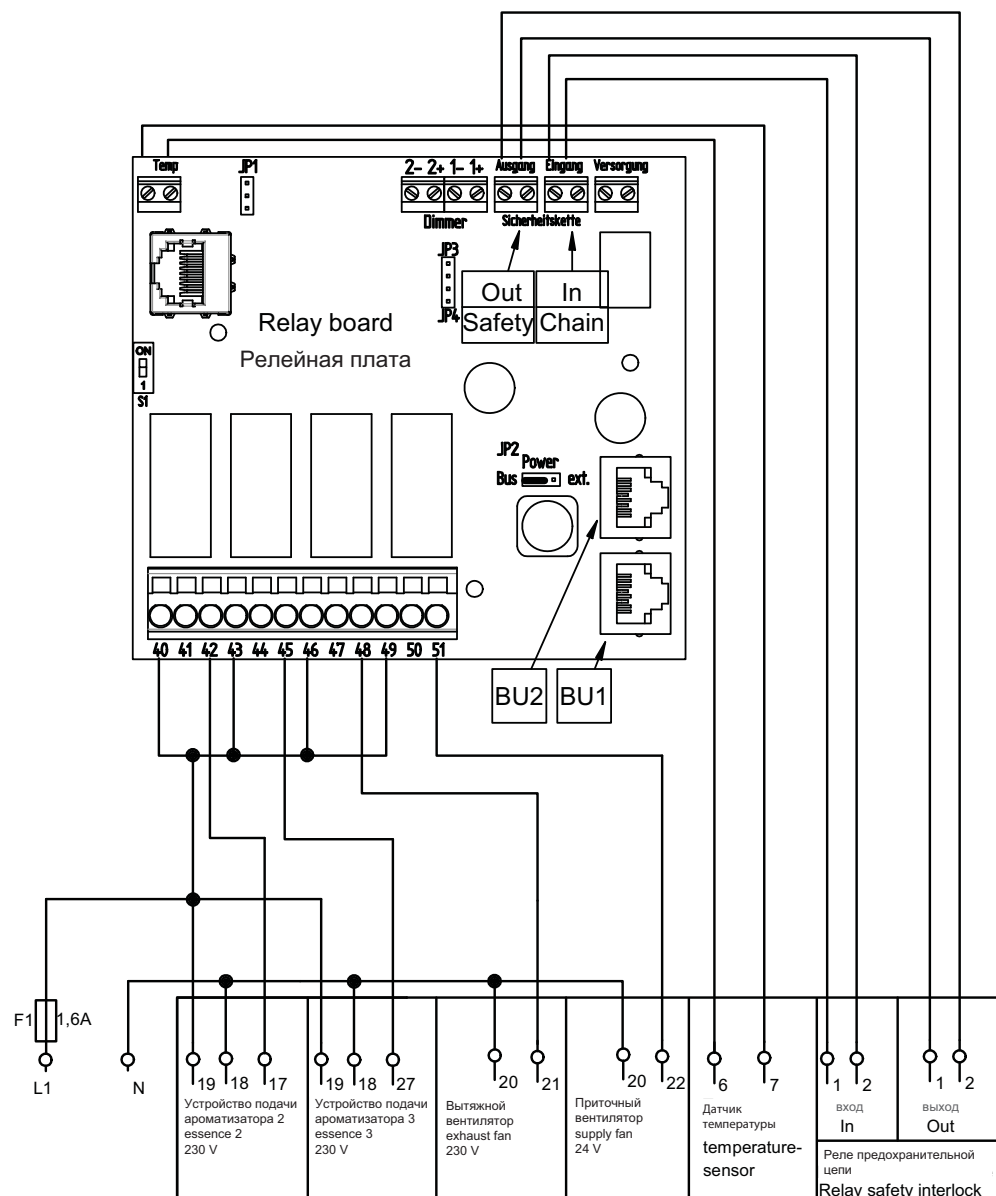 Temp
JP1
2- 2+ 1- 1+
Ausgang
Eingang
Versorgung
Dimmer
Sicherheitskette
JP3
JP4
Out
In
Safety
Chain
Relay board
Релейная плата
ON
1
S1
JP2
Power
Bus
ext.
40 41 42 43 44 45 46 47 48 49 50 51
BU2
BU1
F1
1,6A
L1
N
19
18
17
19
18
27
20
21
20
22
6
7
1
2
1
2
Устройство подачи
ароматизатора 2
essence 2
230 V
Устройство подачи
ароматизатора 3
essence 3
230 V
Вытяжной
вентилятор
exhaust fan
230 V
Приточный
вентилятор
supply fan
24 V
Датчик
температуры
temperature-
sensor
вход
In
выход
Out
Реле предохранительной
цепи
Relay safety interlock